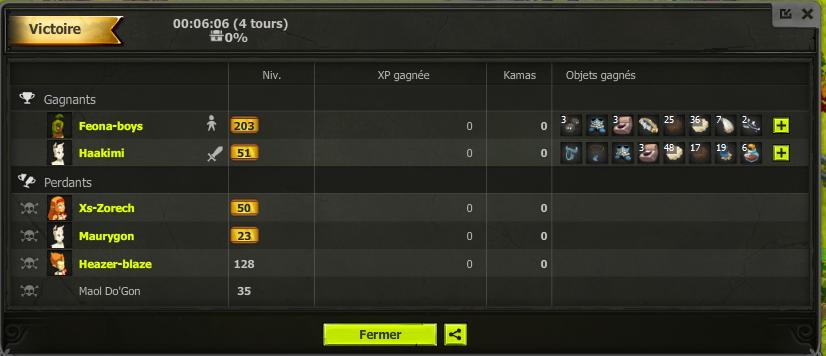 Victoire
00:06:06 (4 tours)
0%
Niv. XP gagnée Kamas Objets gagnés
Gagnants
Feona-boys 203 0 0 3 3 25 36 7 2
Haakimi 51 0 0 3 48 17 19 6
Perdants
Xs-Zorech 50 0 0
Maurygon 23 0 0
Heazer-blaze 128 0 0
Maol Do'Gon 35
Fermer